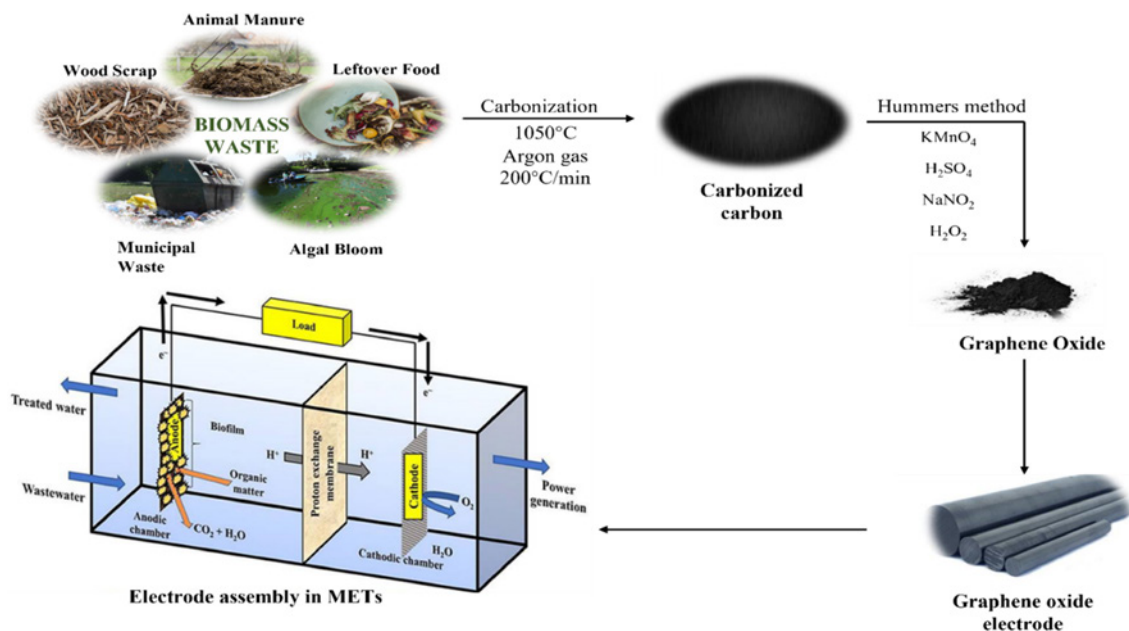 Animal Manure
Wood Scrap
Leftover Food
BIOMASS
WASTE
Municipal
Waste
Algal Bloom
Carbonization
1050°C
Argon gas
200°C/min
Carbonized
carbon
Hummers method
KMnO₄
H₂SO₄
NaNO₂
H₂O₂
Graphene Oxide
Graphene oxide
electrode
Load
e⁻
e⁻
Treated water
Wastewater
Anode
Biofilm
Organic
matter
CO₂ + H₂O
Anodic
chamber
H⁺
Proton exchange
membrane
H⁺
Cathode
O₂
H₂O
Cathodic chamber
Power
generation
Electrode assembly in METs